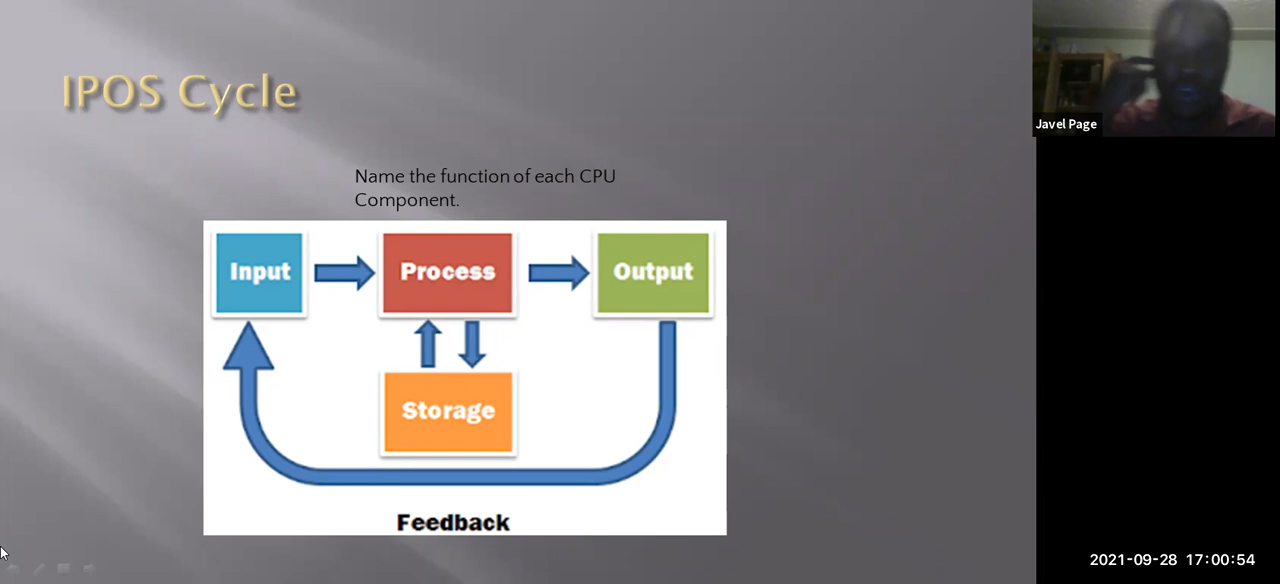 IPOS Cycle
Javel Page
Name the function of each CPU
Component.
Input
Process
Output
Storage
Feedback
2021-09-28 17:00:54